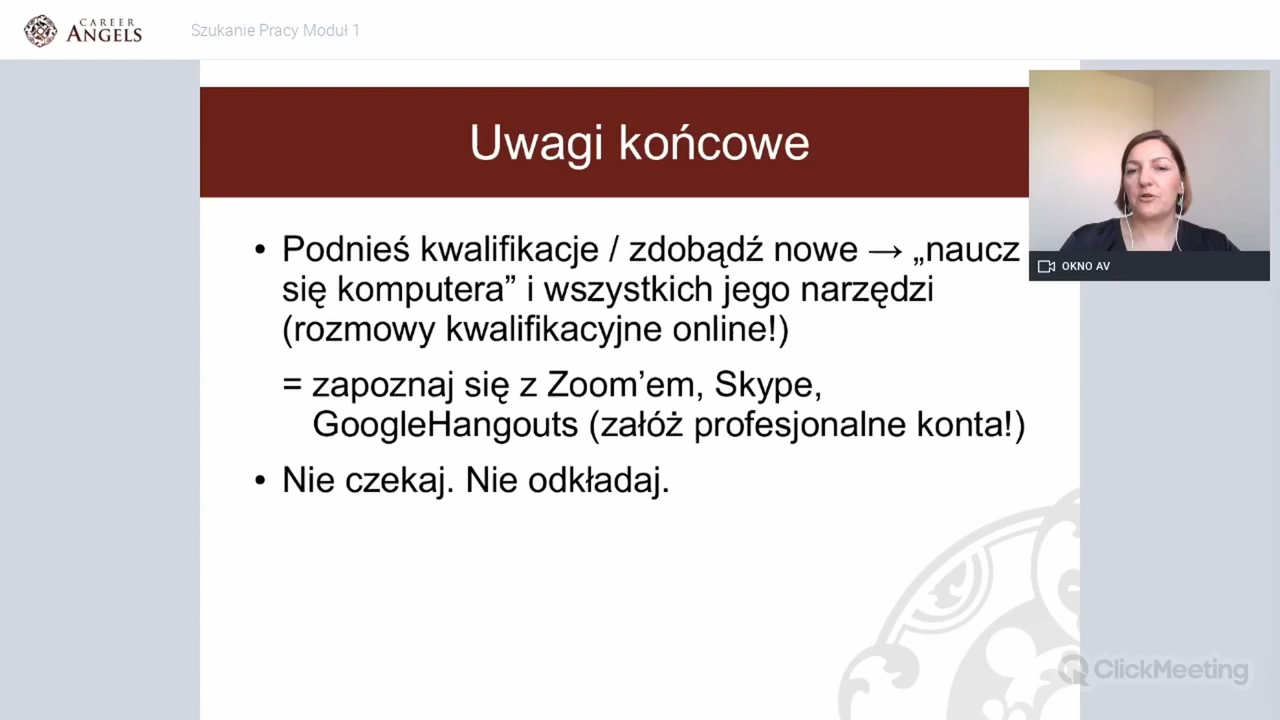 CAREER
ANGELS
Szukanie Pracy Moduł 1
Uwagi końcowe
• Podnieś kwalifikacje / zdobądź nowe → „naucz
się komputera” i wszystkich jego narzędzi
(rozmowy kwalifikacyjne online!)
= zapoznaj się z Zoom’em, Skype,
GoogleHangouts (załóż profesjonalne konta!)
• Nie czekaj. Nie odkładaj.
OKNO AV
ClickMeeting